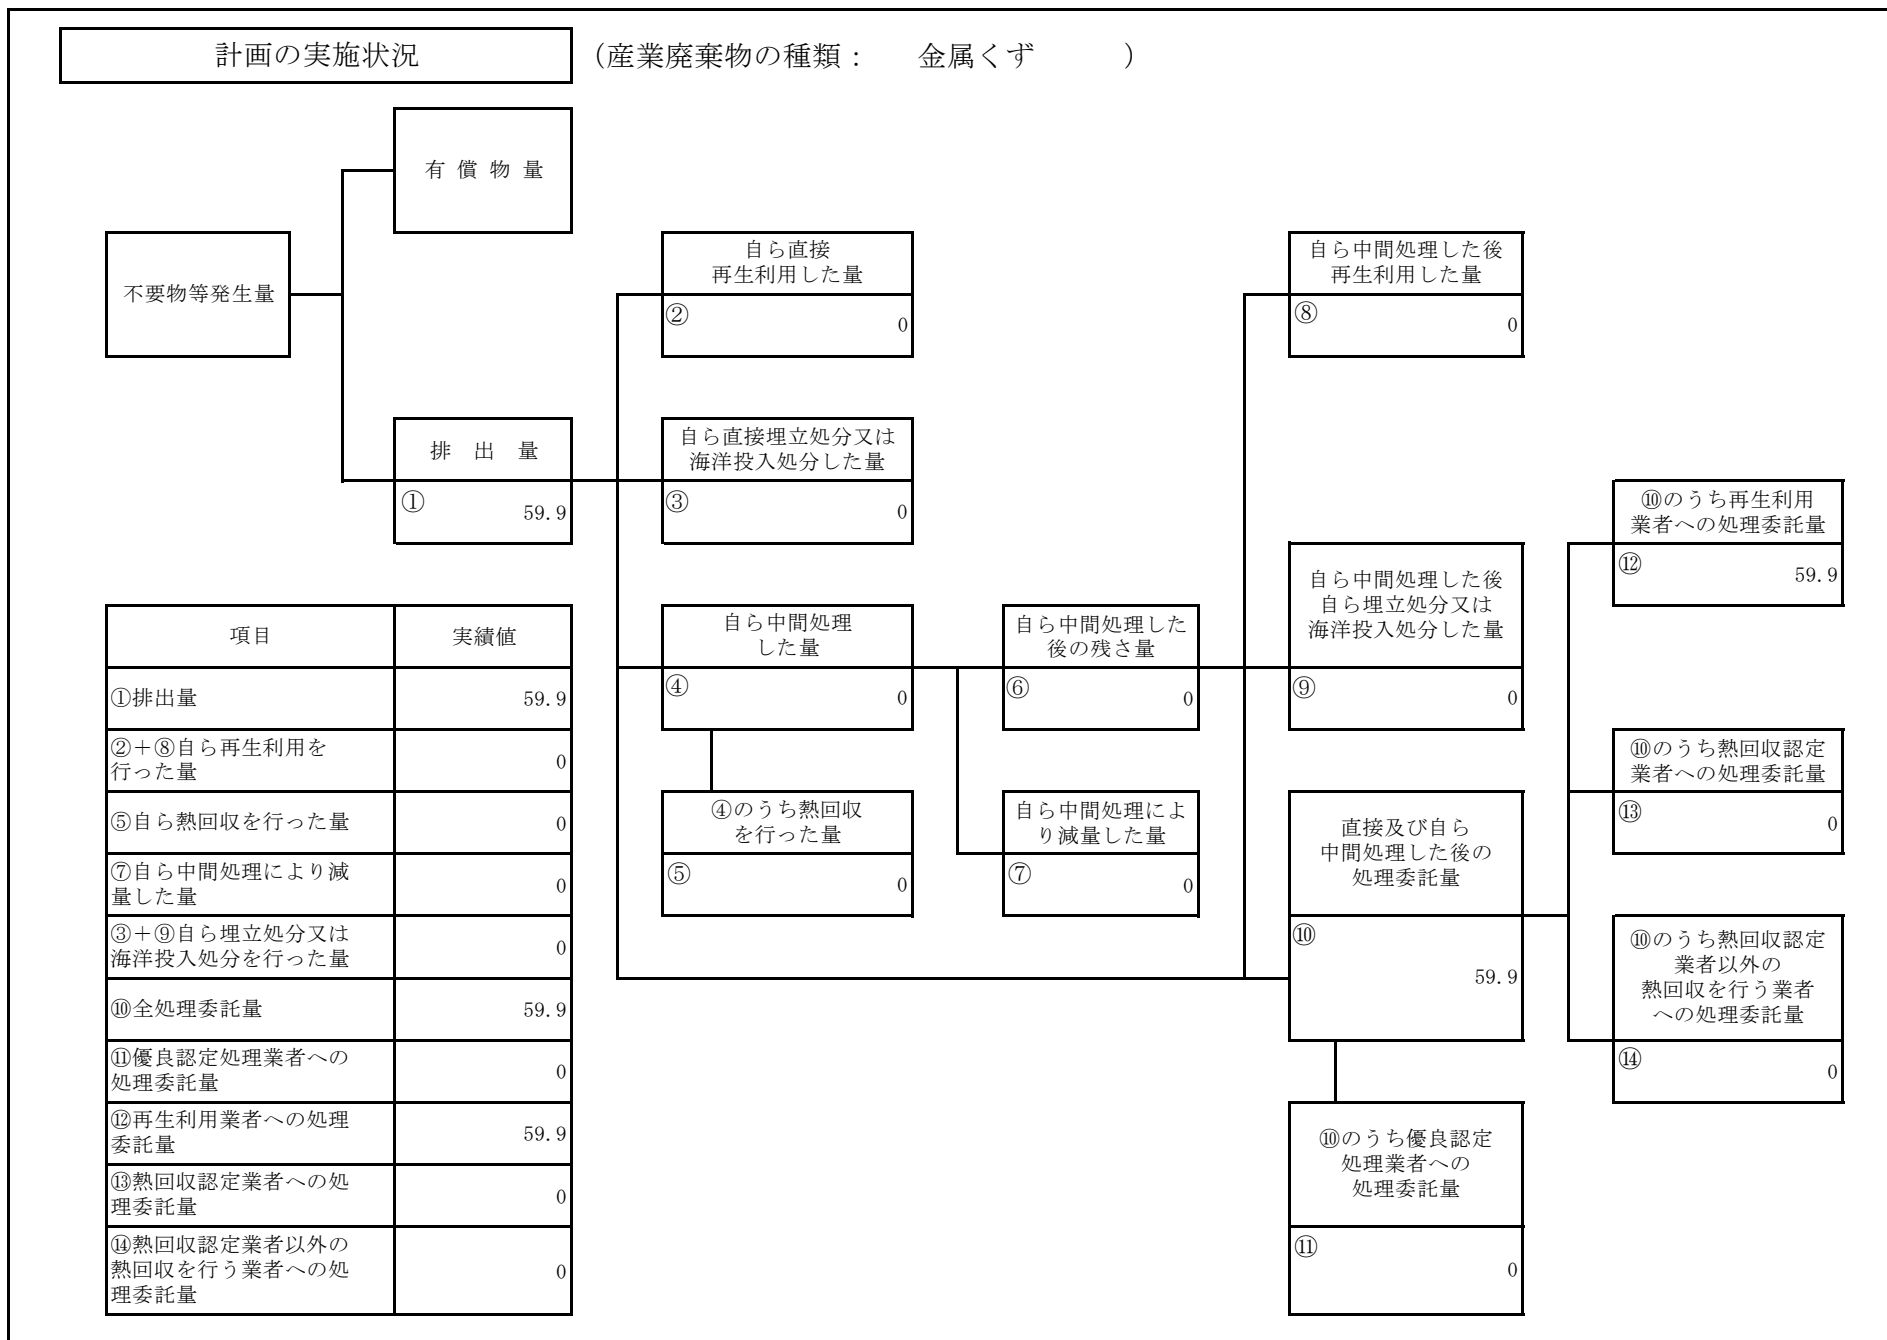 計画の実施状況
（産業廃棄物の種類： 金属くず ）
有償物量
不要物等発生量
自ら直接
再生利用した量
②
0
自ら中間処理した後
再生利用した量
⑧
0
排出量
①
59.9
自ら直接埋立処分又は
海洋投入処分した量
③
0
⑩のうち再生利用
業者への処理委託量
⑫
59.9
自ら中間処理
した量
④
0
自ら中間処理した
後の残さ量
⑥
0
自ら中間処理した後
自ら埋立処分又は
海洋投入処分した量
⑨
0
⑩のうち熱回収認定
業者への処理委託量
⑬
0
④のうち熱回収
を行った量
⑤
0
自ら中間処理によ
り減量した量
⑦
0
直接及び自ら
中間処理した後の
処理委託量
⑩
59.9
⑩のうち熱回収認定
業者以外の
熱回収を行う業者
への処理委託量
⑭
0
⑩のうち優良認定
処理業者への
処理委託量
⑪
0
項目 実績値
①排出量 59.9
②＋⑧自ら再生利用を
行った量 0
⑤自ら熱回収を行った量 0
⑦自ら中間処理により減
量した量 0
③＋⑨自ら埋立処分又は
海洋投入処分を行った量 0
⑩全処理委託量 59.9
⑪優良認定処理業者への
処理委託量 0
⑫再生利用業者への処理
委託量 59.9
⑬熱回収認定業者への処
理委託量 0
⑭熱回収認定業者以外の
熱回収を行う業者への処
理委託量 0